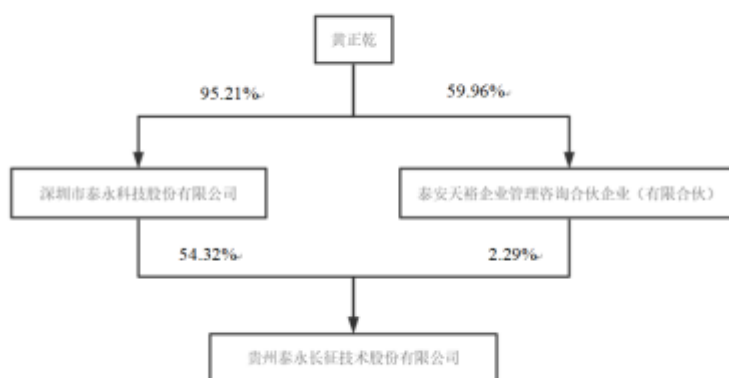 黄正乾
95.21%
59.96%
深圳市泰永科技股份有限公司
泰安天裕企业管理咨询合伙企业（有限合伙）
54.32%
2.29%
贵州泰永长征技术股份有限公司